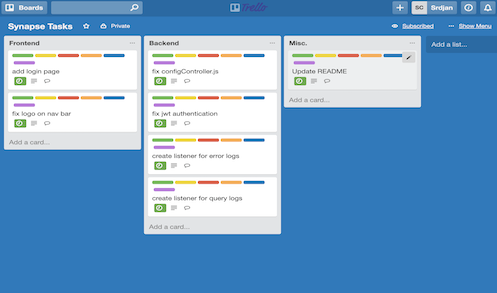 Boards
Trello
SC Srdjan
Synapse Tasks
Private
Subscribed
Show Menu
Frontend
add login page
fix logo on nav bar
Add a card...
Backend
fix configController.js
fix jwt authentication
create listener for error logs
create listener for query logs
Add a card...
Misc.
Update README
Add a card...
Add a list...